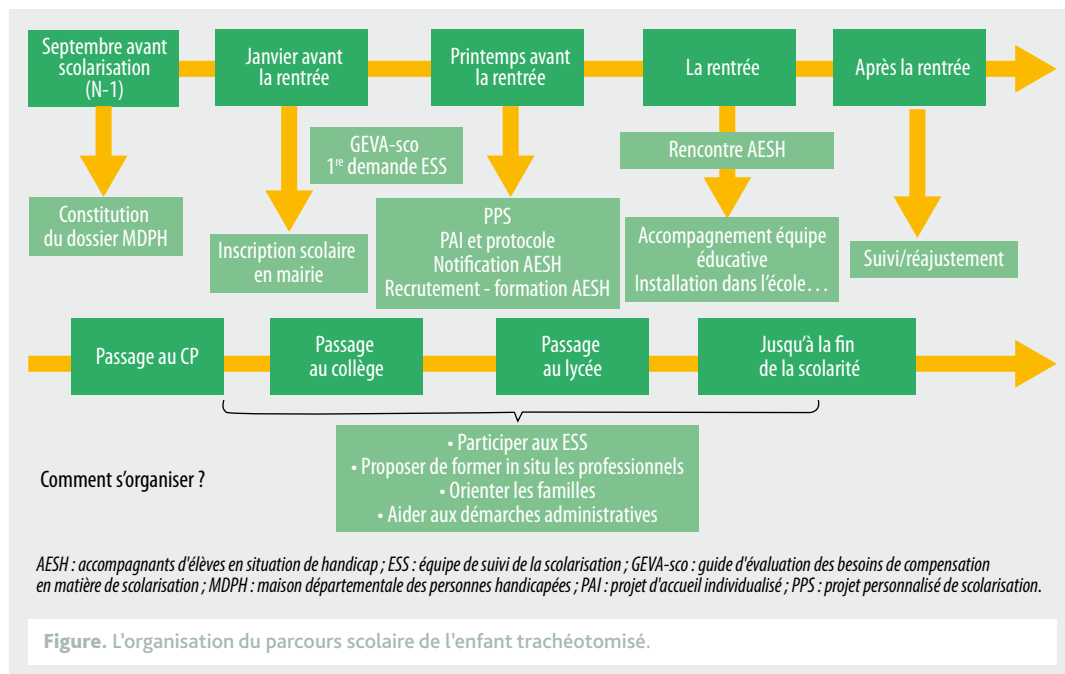 Septembre avant
scolarisation
(N-1)
Janvier avant
la rentrée
Printemps avant
la rentrée
La rentrée
Après la rentrée
GEVA-sco
1re demande ESS
Rencontre AESH
Constitution
du dossier MDPH
Inscription scolaire
en mairie
PPS
PAI et protocole
Notification AESH
Recrutement - formation AESH
Accompagnement équipe
éducative
Installation dans l'école…
Suivi/réajustement
Passage au CP
Passage
au collège
Passage
au lycée
Jusqu'à la fin
de la scolarité
Comment s'organiser ?
• Participer aux ESS
• Proposer de former in situ les professionnels
• Orienter les familles
• Aider aux démarches administratives
AESH : accompagnants d'élèves en situation de handicap ; ESS : équipe de suivi de la scolarisation ; GEVA-sco : guide d'évaluation des besoins de compensation
en matière de scolarisation ; MDPH : maison départementale des personnes handicapées ; PAI : projet d'accueil individualisé ; PPS : projet personnalisé de scolarisation.
Figure. L'organisation du parcours scolaire de l'enfant trachéotomisé.